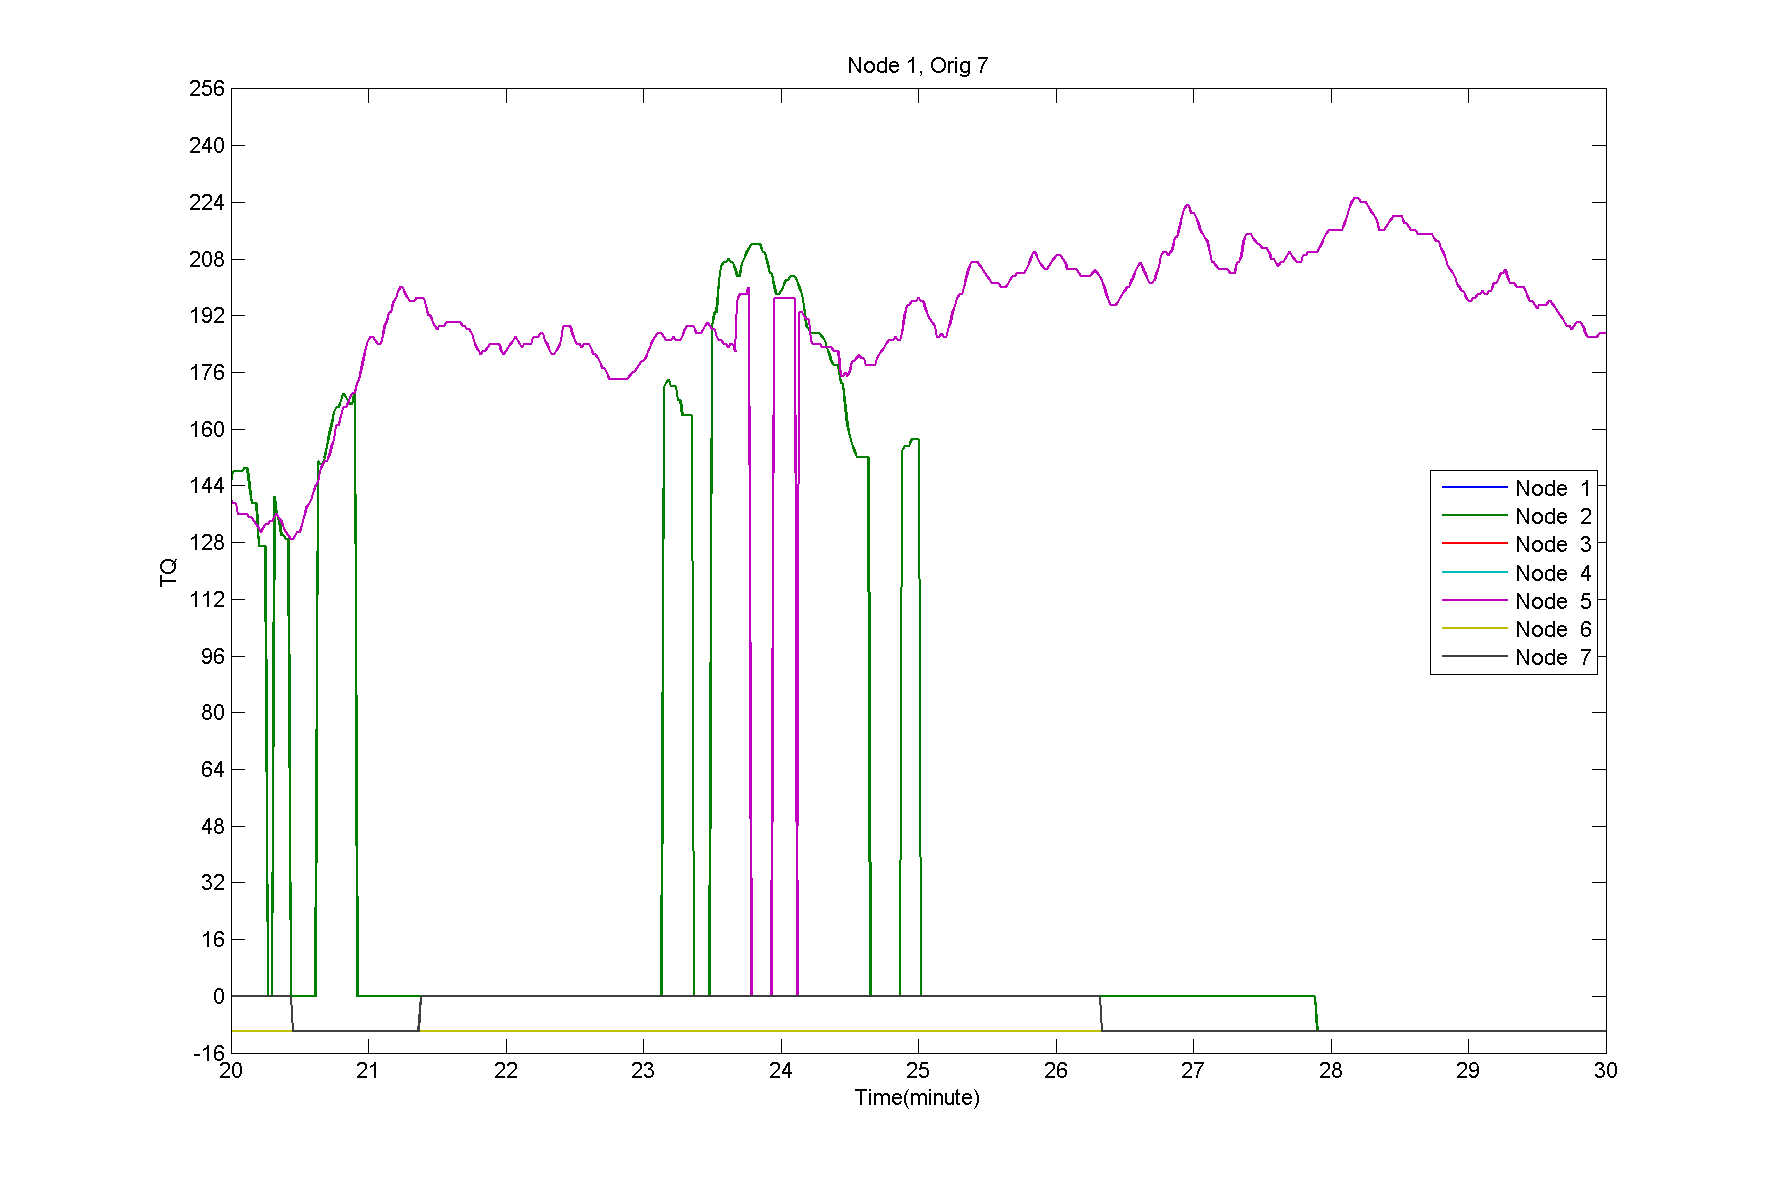 Node 1, Orig 7
256
240
224
208
192
176
160
144
128
112
96
80
64
48
32
16
0
-16
TQ
Node 1
Node 2
Node 3
Node 4
Node 5
Node 6
Node 7
20 21 22 23 24 25 26 27 28 29 30
Time(minute)